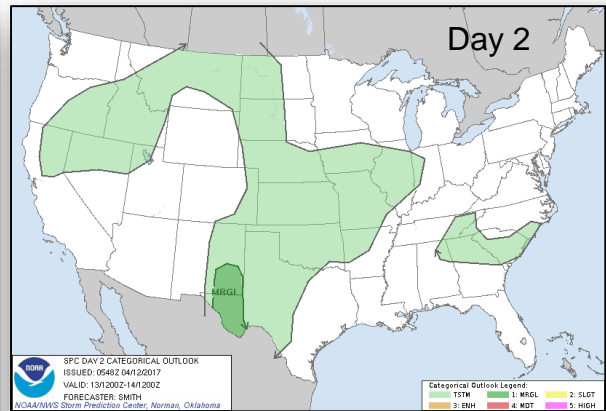 Day 2
MRGL
NOAA
SPC DAY 2 CATEGORICAL OUTLOOK
ISSUED: 0548Z 04/12/2017
VALID: 13/1200Z-14/1200Z
FORECASTER: SMITH
NOAA/NWS Storm Prediction Center, Norman, Oklahoma
Categorical Outlook Legend:
TSTM 1: MRGL 2: SLGT
3: ENH 4: MDT 5: HIGH